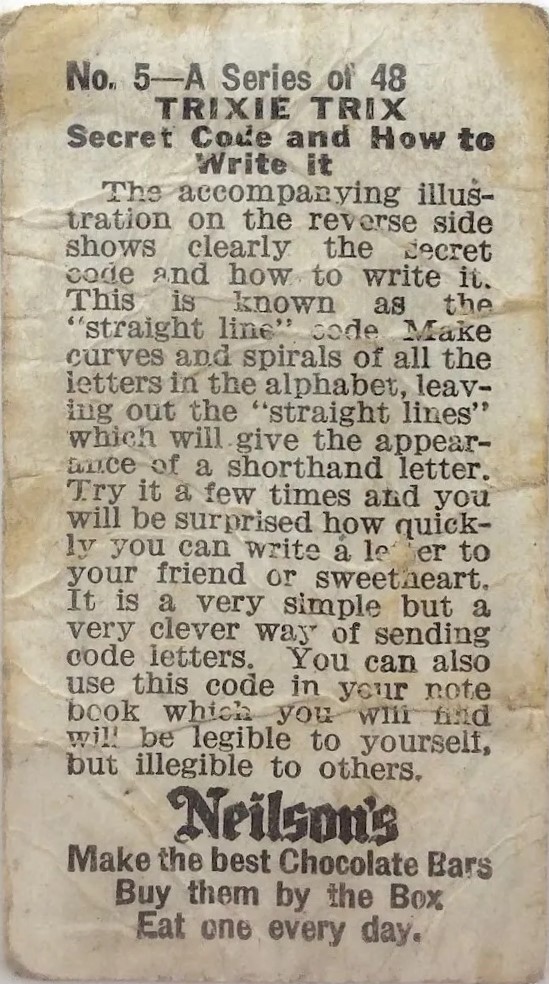 No. 5—A Series of 48
TRIXIE TRIX
Secret Code and How to
Write it
The accompanying illus-
tration on the reverse side
shows clearly the secret
code and how to write it.
This is known as the
"straight line" code. Make
curves and spirals of all the
letters in the alphabet, leav-
ing out the "straight lines"
which will give the appear-
ance of a shorthand letter.
Try it a few times and you
will be surprised how quick-
ly you can write a letter to
your friend or sweetheart.
It is a very simple but a
very clever way of sending
code letters. You can also
use this code in your note
book which you will find
will be legible to yourself,
but illegible to others.
Neilson's
Make the best Chocolate Bars
Buy them by the Box
Eat one every day.